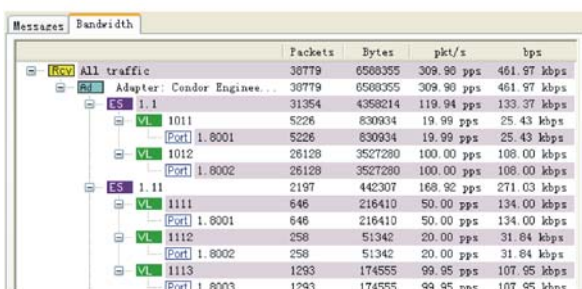 Messages Bandwidth
Packets Bytes pkt/s bps
Rcv All traffic 38779 6588355 309.98 pps 461.97 kbps
Ad Adapter: Condor Enginee... 38779 6588355 309.98 pps 461.97 kbps
ES 1.1 31354 4358214 119.94 pps 133.37 kbps
VL 1011 5226 830934 19.99 pps 25.43 kbps
Port 1.8001 5226 830934 19.99 pps 25.43 kbps
VL 1012 26128 3527280 100.00 pps 108.00 kbps
Port 1.8002 26128 3527280 100.00 pps 108.00 kbps
ES 1.11 2197 442307 168.92 pps 271.03 kbps
VL 1111 646 216410 50.00 pps 134.00 kbps
Port 1.8001 646 216410 50.00 pps 134.00 kbps
VL 1112 258 51342 20.00 pps 31.84 kbps
Port 1.8002 258 51342 20.00 pps 31.84 kbps
VL 1113 1293 174555 99.95 pps 107.95 kbps
Port 1.8003 1293 174555 99.95 pps 107.95 kbps